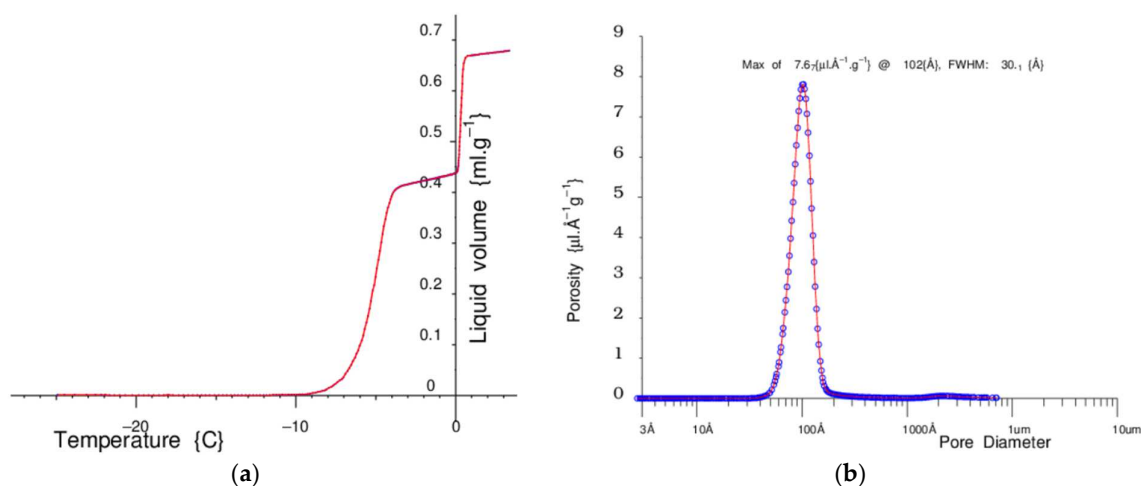 0.7
0.5
0.4
0.3
0.2
0.1
0
Liquid volume {ml.g⁻¹}
−20
−10
0
Temperature {C}
(a)
9
8
7
6
5
4
3
2
1
0
Porosity {µl.Å⁻¹g⁻¹}
Max of 7.6₇{µl.Å⁻¹.g⁻¹} @ 102{Å}, FWHM: 30.₁ {Å}
3Å
10Å
100Å
1000Å
1um
10um
Pore Diameter
(b)